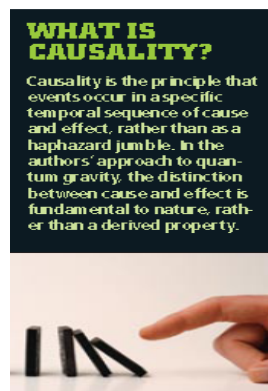 WHAT IS
CAUSALITY?
Causality is the principle that
events occur in a specific
temporal sequence of cause
and effect, rather than as a
haphazard jumble. In the
authors’ approach to quan-
tum gravity, the distinction
between cause and effect is
fundamental to nature, rath-
er than a derived property.